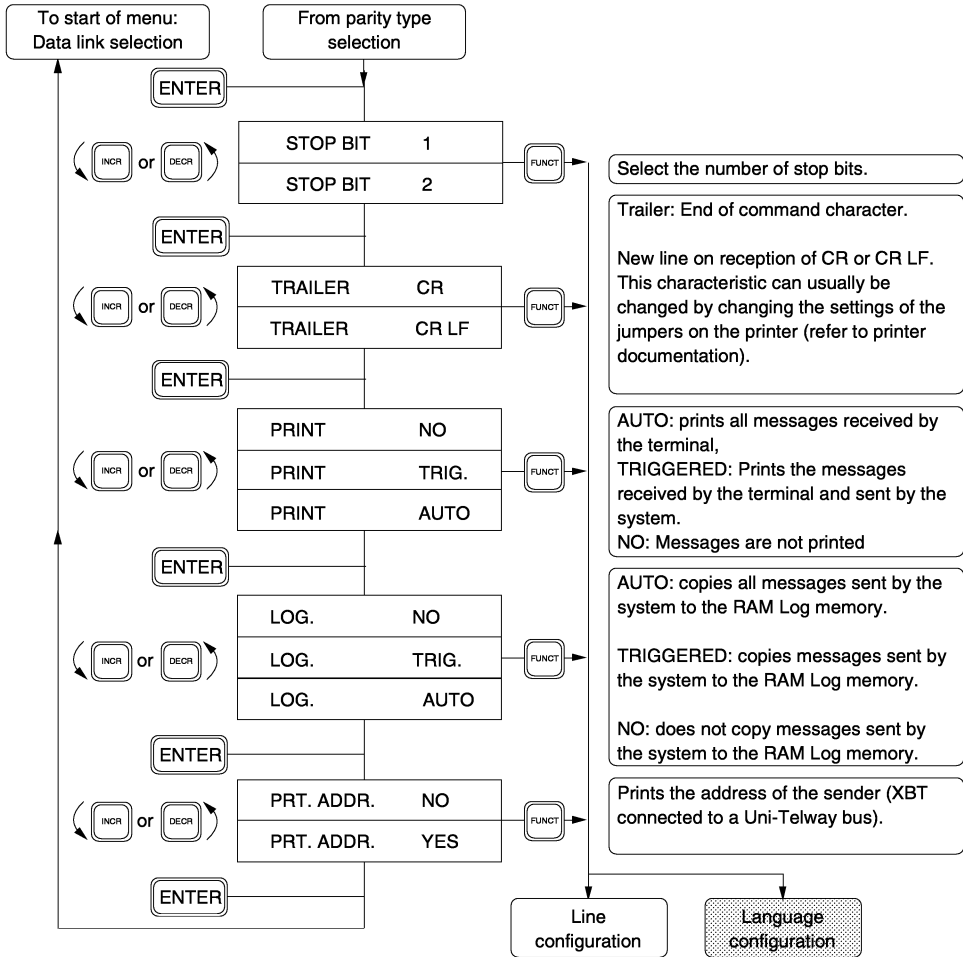 To start of menu:
Data link selection
From parity type
selection
ENTER
INCR or DECR
STOP BIT 1
STOP BIT 2
FUNCT
Select the number of stop bits.
ENTER
INCR or DECR
TRAILER CR
TRAILER CR LF
FUNCT
Trailer: End of command character.
New line on reception of CR or CR LF.
This characteristic can usually be
changed by changing the settings of the
jumpers on the printer (refer to printer
documentation).
ENTER
INCR or DECR
PRINT NO
PRINT TRIG.
PRINT AUTO
FUNCT
AUTO: prints all messages received by
the terminal,
TRIGGERED: Prints the messages
received by the terminal and sent by the
system.
NO: Messages are not printed
ENTER
INCR or DECR
LOG. NO
LOG. TRIG.
LOG. AUTO
FUNCT
AUTO: copies all messages sent by the
system to the RAM Log memory.
TRIGGERED: copies messages sent by
the system to the RAM Log memory.
NO: does not copy messages sent by
the system to the RAM Log memory.
ENTER
INCR or DECR
PRT. ADDR. NO
PRT. ADDR. YES
FUNCT
Prints the address of the sender (XBT
connected to a Uni-Telway bus).
ENTER
Line
configuration
Language
configuration